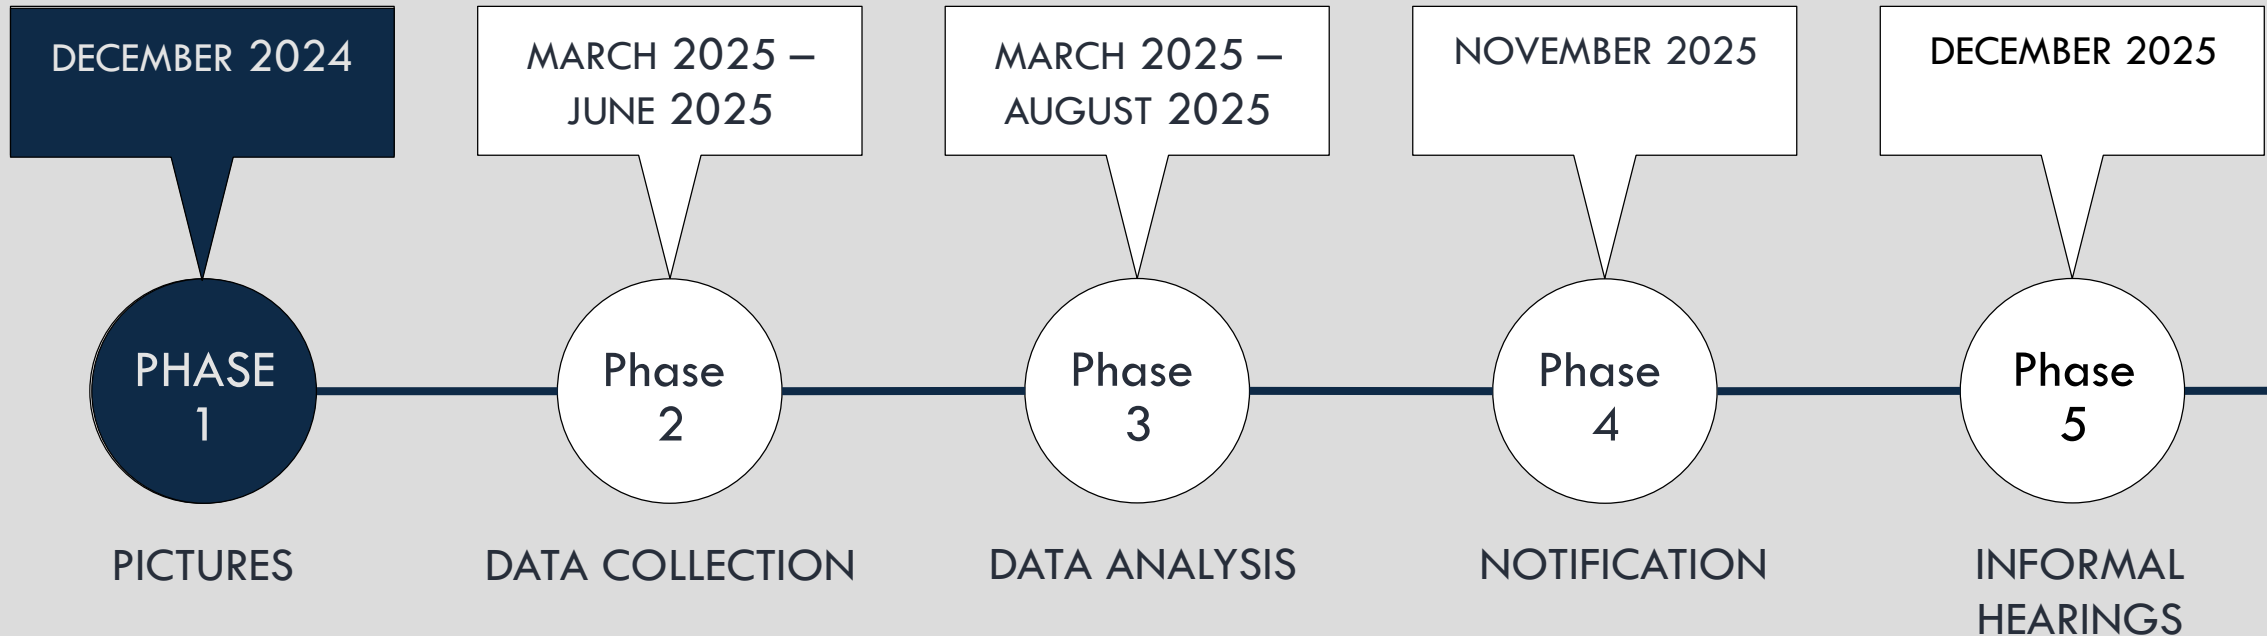 DECEMBER 2024
MARCH 2025 –
JUNE 2025
MARCH 2025 –
AUGUST 2025
NOVEMBER 2025
DECEMBER 2025
PHASE
1
Phase
2
Phase
3
Phase
4
Phase
5
PICTURES
DATA COLLECTION
DATA ANALYSIS
NOTIFICATION
INFORMAL
HEARINGS